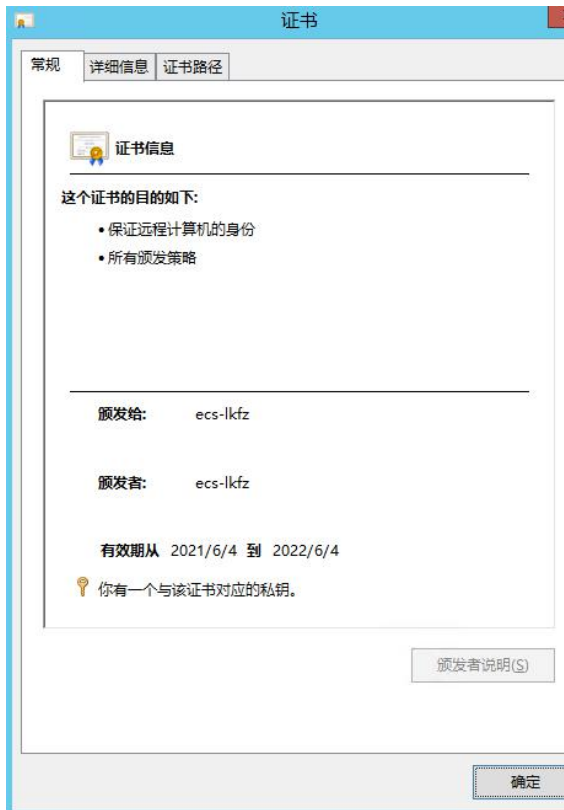 证书
常规 详细信息 证书路径
证书信息
这个证书的目的如下:
•保证远程计算机的身份
•所有颁发策略
颁发给: ecs-lkfz
颁发者: ecs-lkfz
有效期从 2021/6/4 到 2022/6/4
你有一个与该证书对应的私钥。
颁发者说明(S)
确定